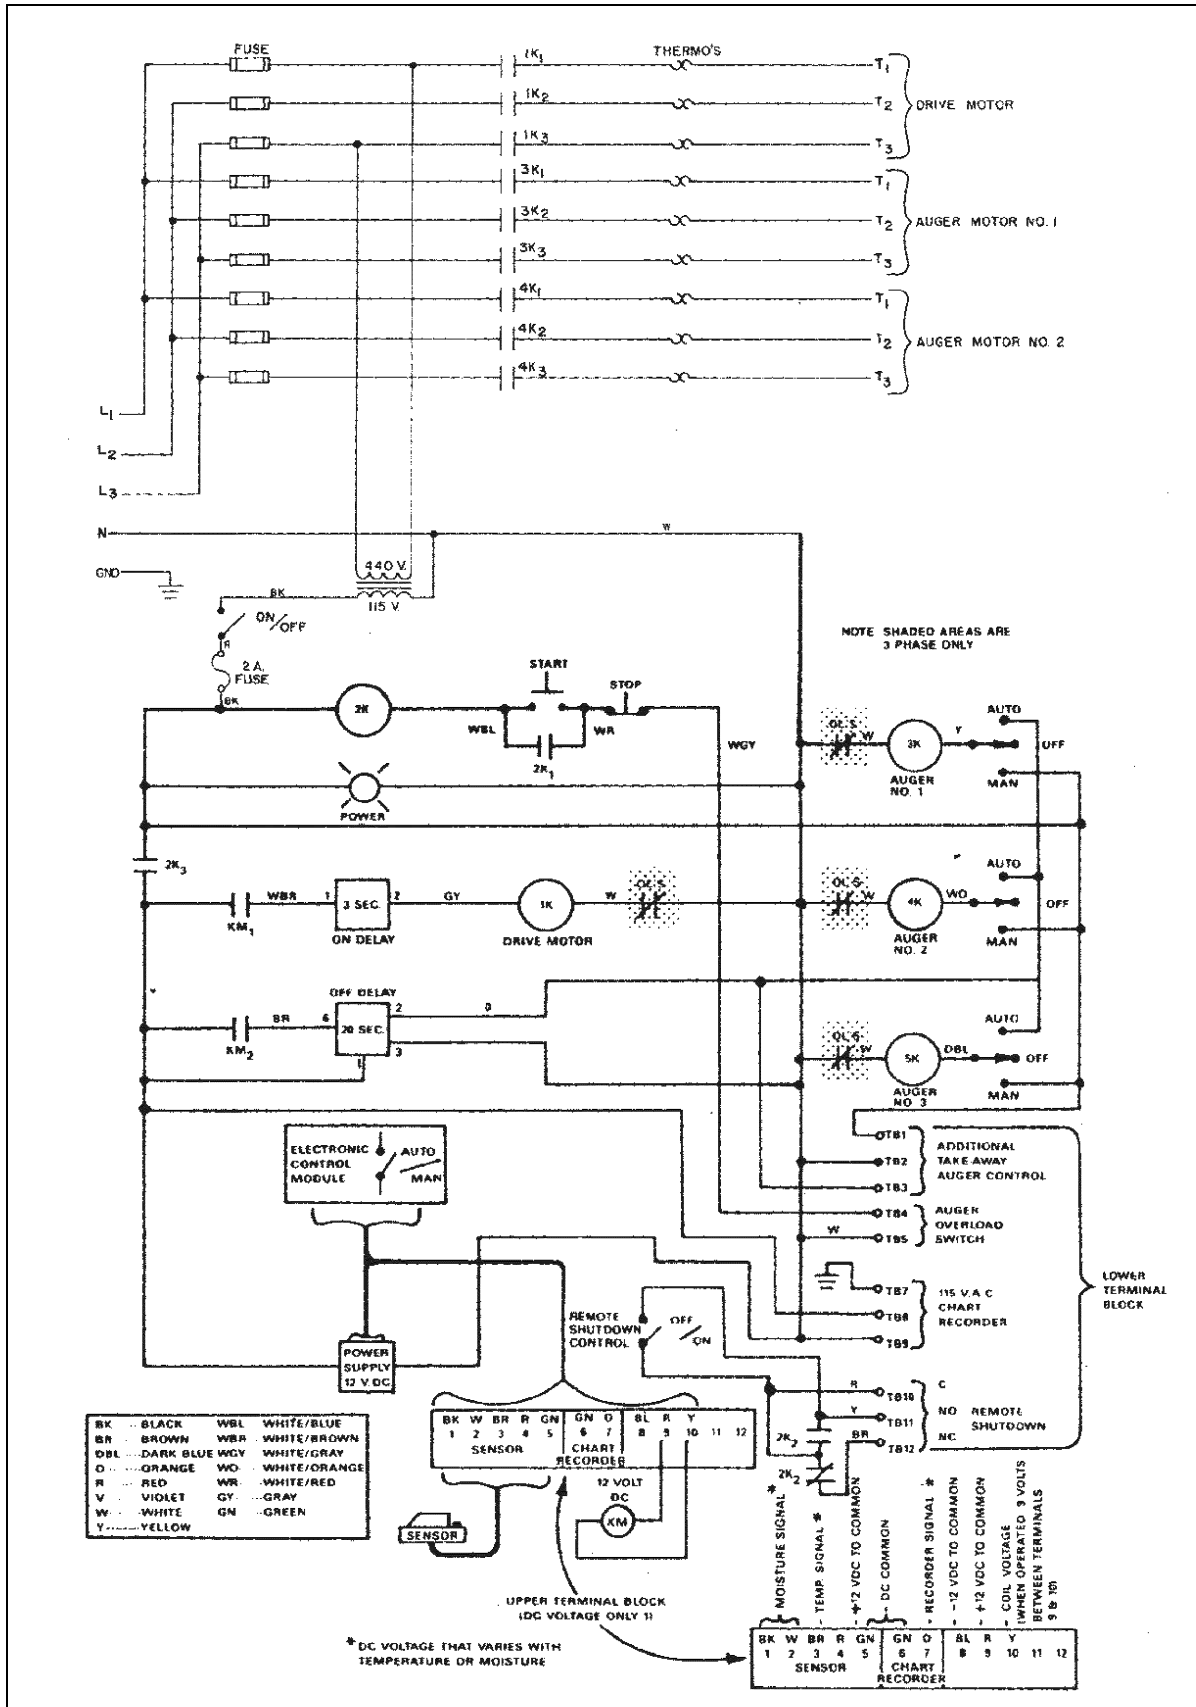 FUSE
THERMO'S
1K1
T1
1K2
T2
DRIVE MOTOR
1K3
T3
3K1
T1
3K2
T2
AUGER MOTOR NO. 1
3K3
T3
4K1
T1
4K2
T2
AUGER MOTOR NO. 2
4K3
T3
L1
L2
L3
N
W
GND
440 V.
BK
115 V.
ON/OFF
R
2 A.
FUSE
BK
NOTE SHADED AREAS ARE
3 PHASE ONLY
START
STOP
2K
WBL
WR
2K1
WGY
OL'S
W
3K
Y
AUTO
OFF
MAN
AUGER
NO. 1
POWER
2K3
KM1
WBR
1
3 SEC.
2
ON DELAY
GY
1K
DRIVE MOTOR
W
OL'S
OL'S
W
4K
WO
AUTO
OFF
MAN
AUGER
NO. 2
OFF DELAY
KM2
BR
6
20 SEC.
2
3
1
O
OL'S
W
5K
DBL
AUTO
OFF
MAN
AUGER
NO. 3
ELECTRONIC
CONTROL
MODULE
AUTO
MAN
TB1
TB2
TB3
ADDITIONAL
TAKE-AWAY
AUGER CONTROL
TB4
W
TB5
AUGER
OVERLOAD
SWITCH
TB7
TB8
TB9
115 V.A C
CHART
RECORDER
LOWER
TERMINAL
BLOCK
REMOTE
SHUTDOWN
CONTROL
OFF
ON
POWER
SUPPLY
12 V.DC.
R
TB10
C
Y
TB11
NO
BR
TB12
NC
REMOTE
SHUTDOWN
2K2
2K2
BK BLACK WBL WHITE/BLUE
BR BROWN WBR WHITE/BROWN
DBL DARK BLUE WGY WHITE/GRAY
O ORANGE WO WHITE/ORANGE
R RED WR WHITE/RED
V VIOLET GY GRAY
W WHITE GN GREEN
Y YELLOW
BK W BR R GN GN O BL R Y
1 2 3 4 5 6 7 8 9 10 11 12
SENSOR
CHART
RECORDER
12 VOLT
DC
KM
SENSOR
UPPER TERMINAL BLOCK
(DC VOLTAGE ONLY !)
* DC VOLTAGE THAT VARIES WITH
TEMPERATURE OR MOISTURE
MOISTURE SIGNAL *
- TEMP. SIGNAL *
- +12 VDC TO COMMON
- DC COMMON
- RECORDER SIGNAL *
- -12 VDC TO COMMON
- +12 VDC TO COMMON
- COIL VOLTAGE
(WHEN OPERATED 9 VOLTS
BETWEEN TERMINALS
9 & 10)
BK W BR R GN GN O BL R Y
1 2 3 4 5 6 7 8 9 10 11 12
SENSOR
CHART
RECORDER